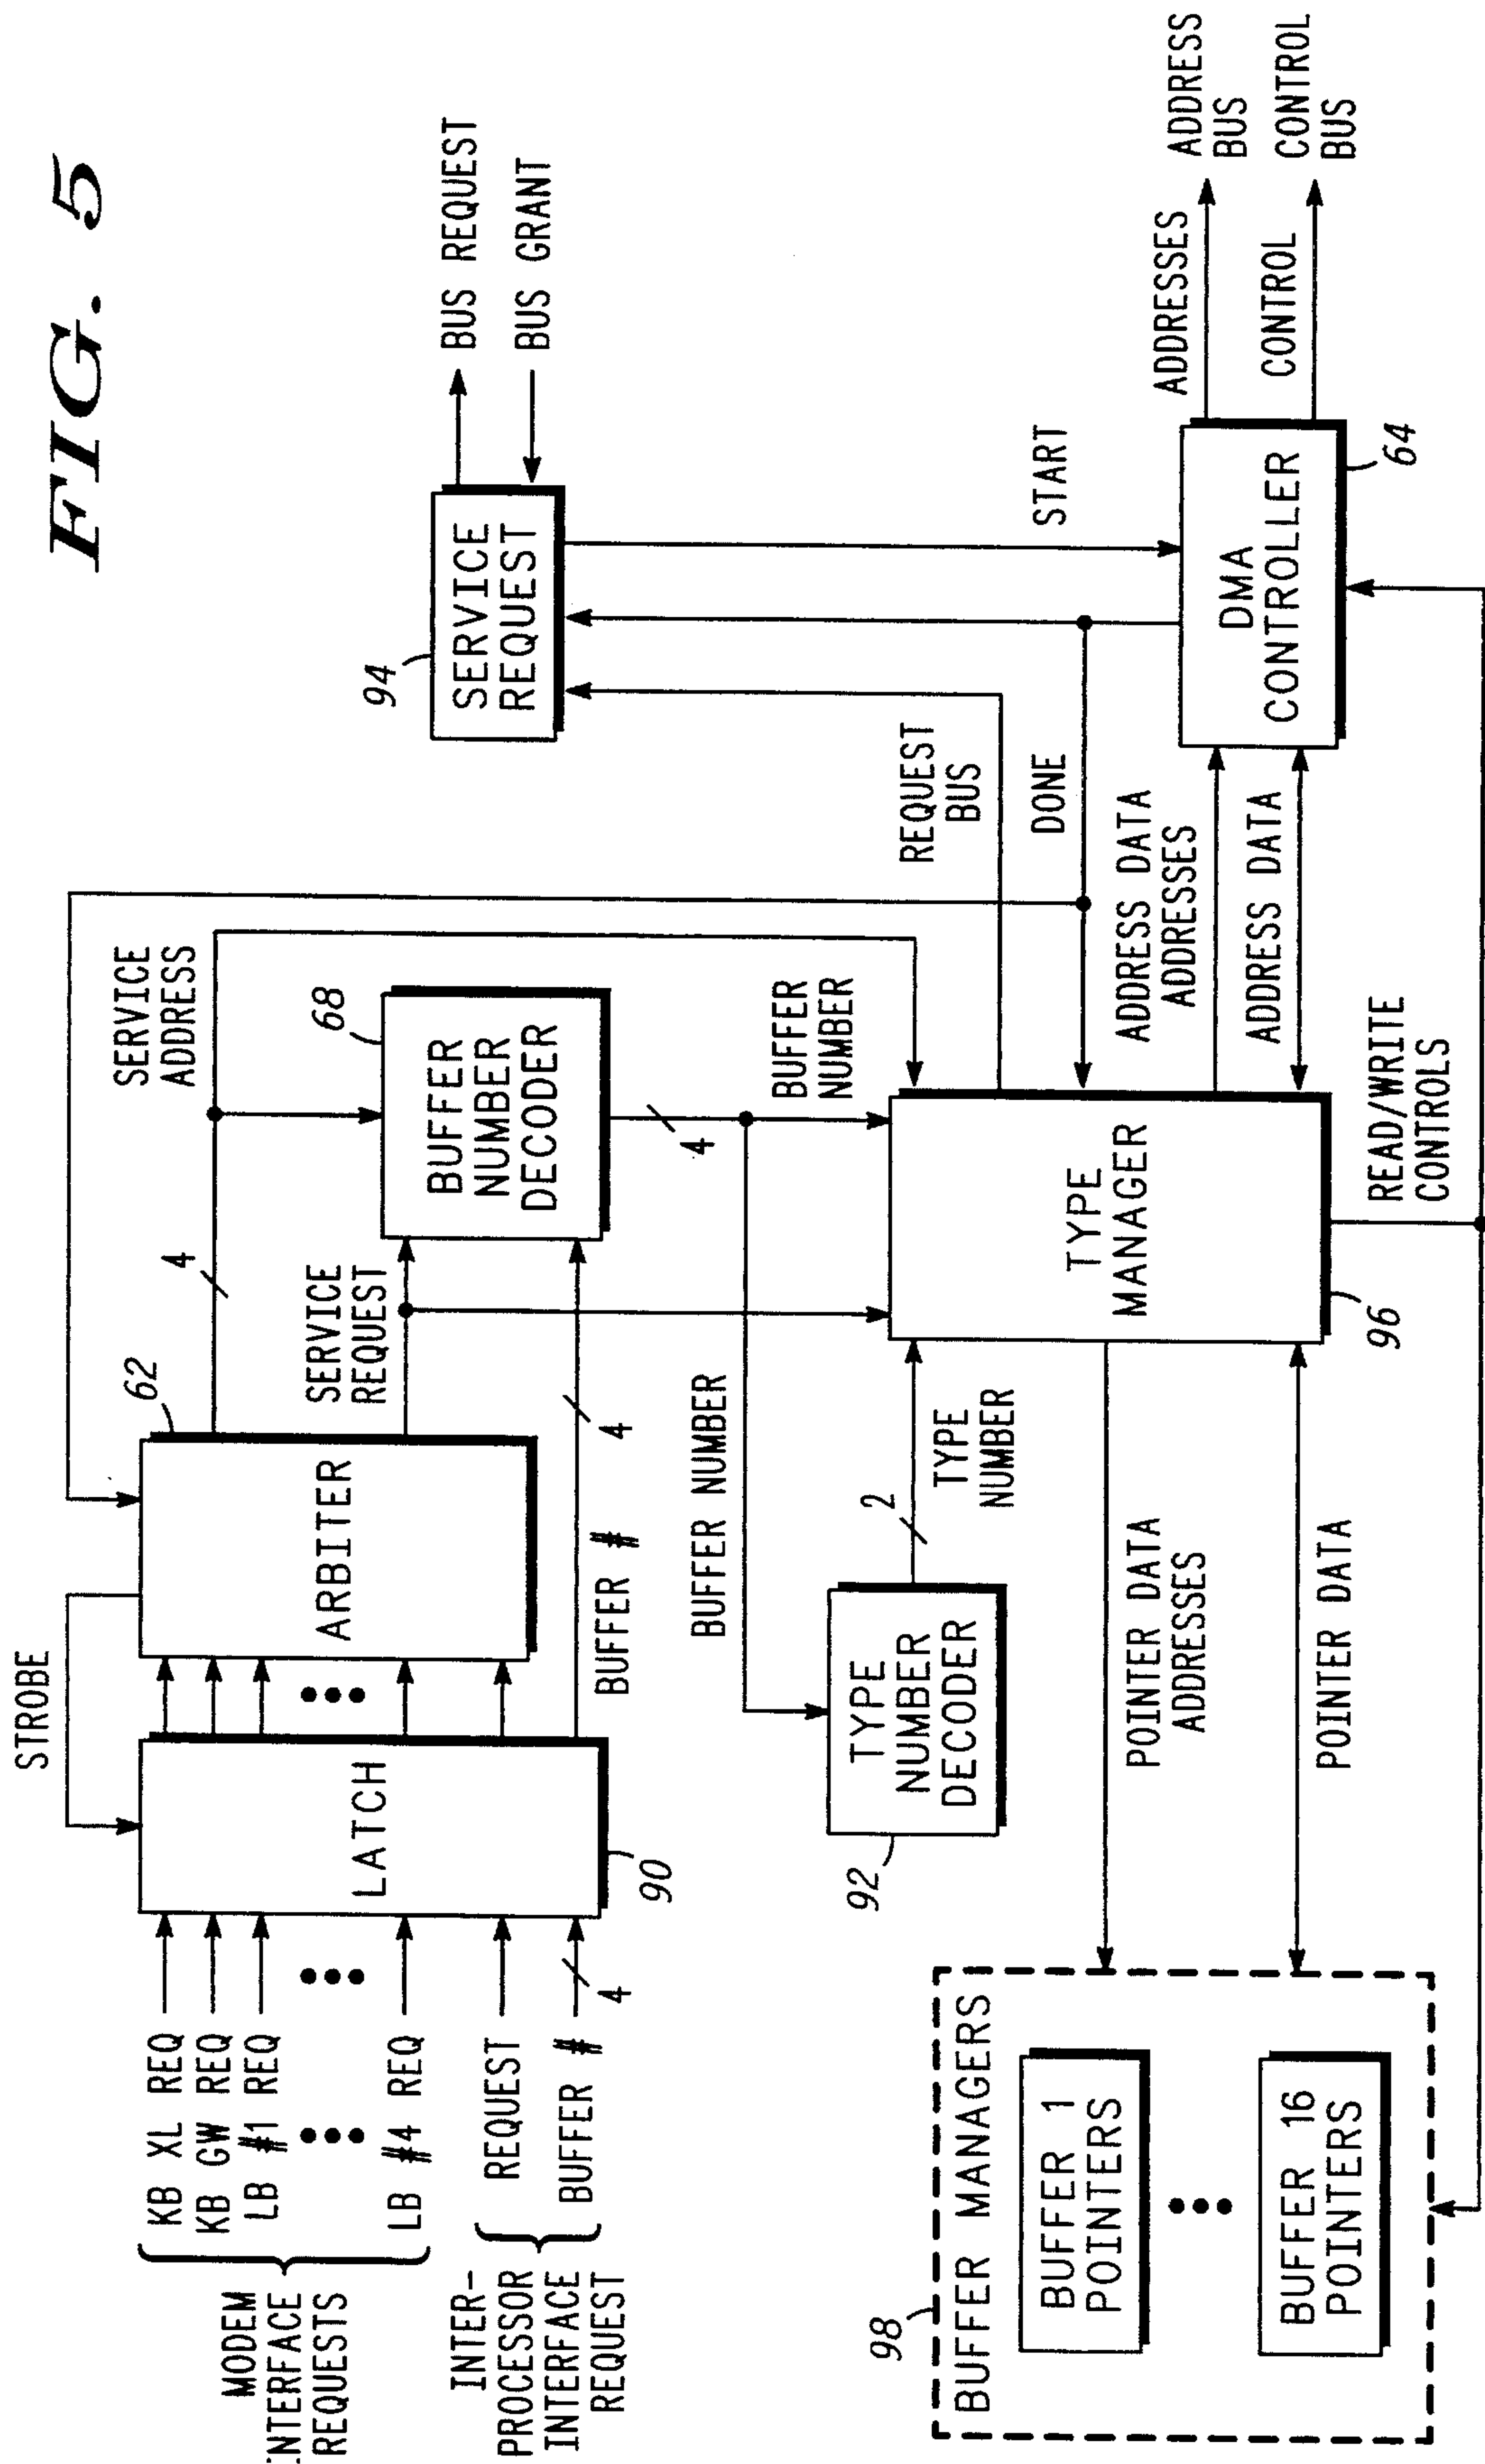 FIG. 5
STROBE
MODEM
INTERFACE
REQUESTS
KB XL REQ
KB GW REQ
LB #1 REQ
LB #4 REQ
INTER-
PROCESSOR
INTERFACE
REQUEST
REQUEST
BUFFER #
4
LATCH
90
ARBITER
62
BUFFER #
4
SERVICE
REQUEST
4
SERVICE
ADDRESS
BUFFER
NUMBER
DECODER
68
4
BUFFER
NUMBER
BUFFER NUMBER
TYPE
NUMBER
DECODER
92
2
TYPE
NUMBER
TYPE
MANAGER
96
REQUEST
BUS
DONE
SERVICE
REQUEST
94
BUS REQUEST
BUS GRANT
START
ADDRESS DATA
ADDRESSES
ADDRESS DATA
READ/WRITE
CONTROLS
DMA
CONTROLLER
64
ADDRESSES
ADDRESS
BUS
CONTROL
CONTROL
BUS
POINTER DATA
ADDRESSES
POINTER DATA
98
BUFFER MANAGERS
BUFFER 1
POINTERS
BUFFER 16
POINTERS